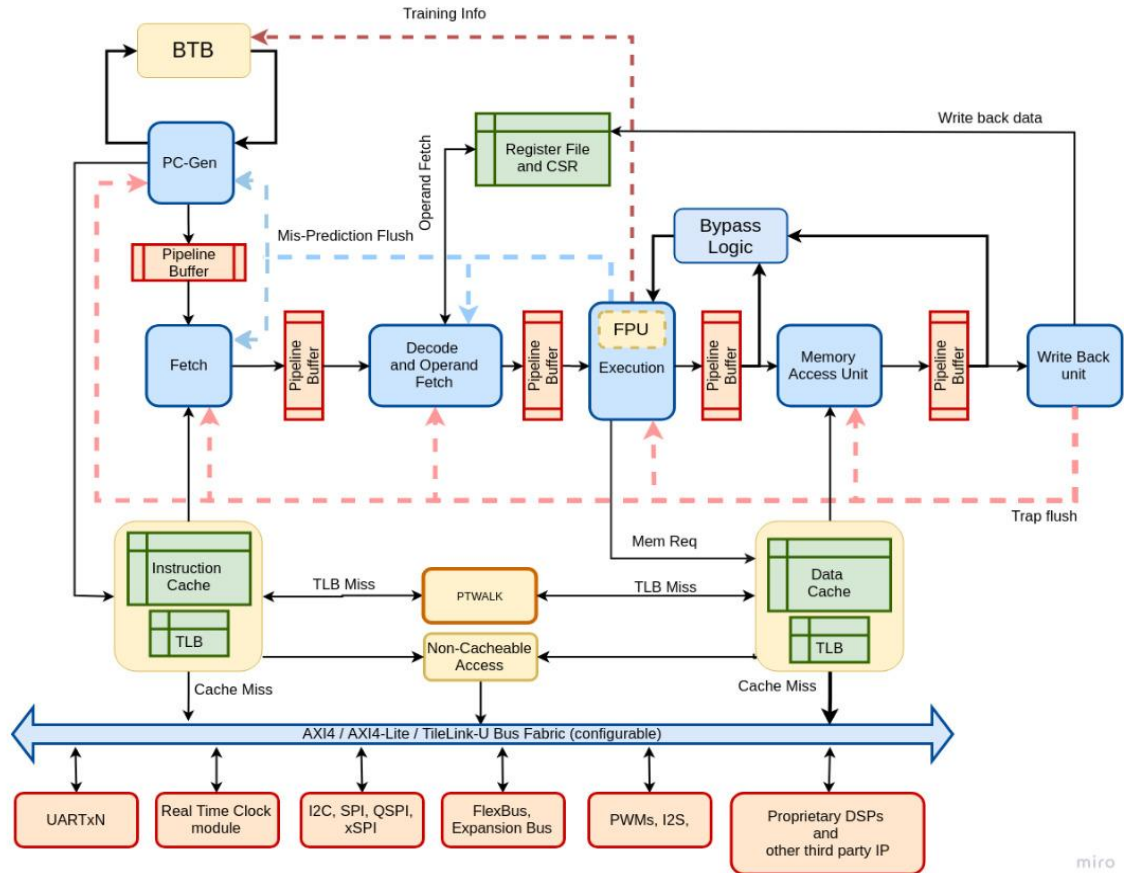 Training Info
BTB
Write back data
Register File
and CSR
PC-Gen
Operand Fetch
Mis-Prediction Flush
Bypass
Logic
Pipeline
Buffer
Fetch
Pipeline
Buffer
Decode
and Operand
Fetch
Pipeline
Buffer
FPU
Execution
Pipeline
Buffer
Memory
Access Unit
Pipeline
Buffer
Write Back
unit
Trap flush
Mem Req
Instruction
Cache
TLB
TLB Miss
PTWALK
TLB Miss
Data
Cache
TLB
Non-Cacheable
Access
Cache Miss
Cache Miss
AXI4 / AXI4-Lite / TileLink-U Bus Fabric (configurable)
UARTxN
Real Time Clock
module
I2C, SPI, QSPI,
xSPI
FlexBus,
Expansion Bus
PWMs, I2S,
Proprietary DSPs
and
other third party IP
miro